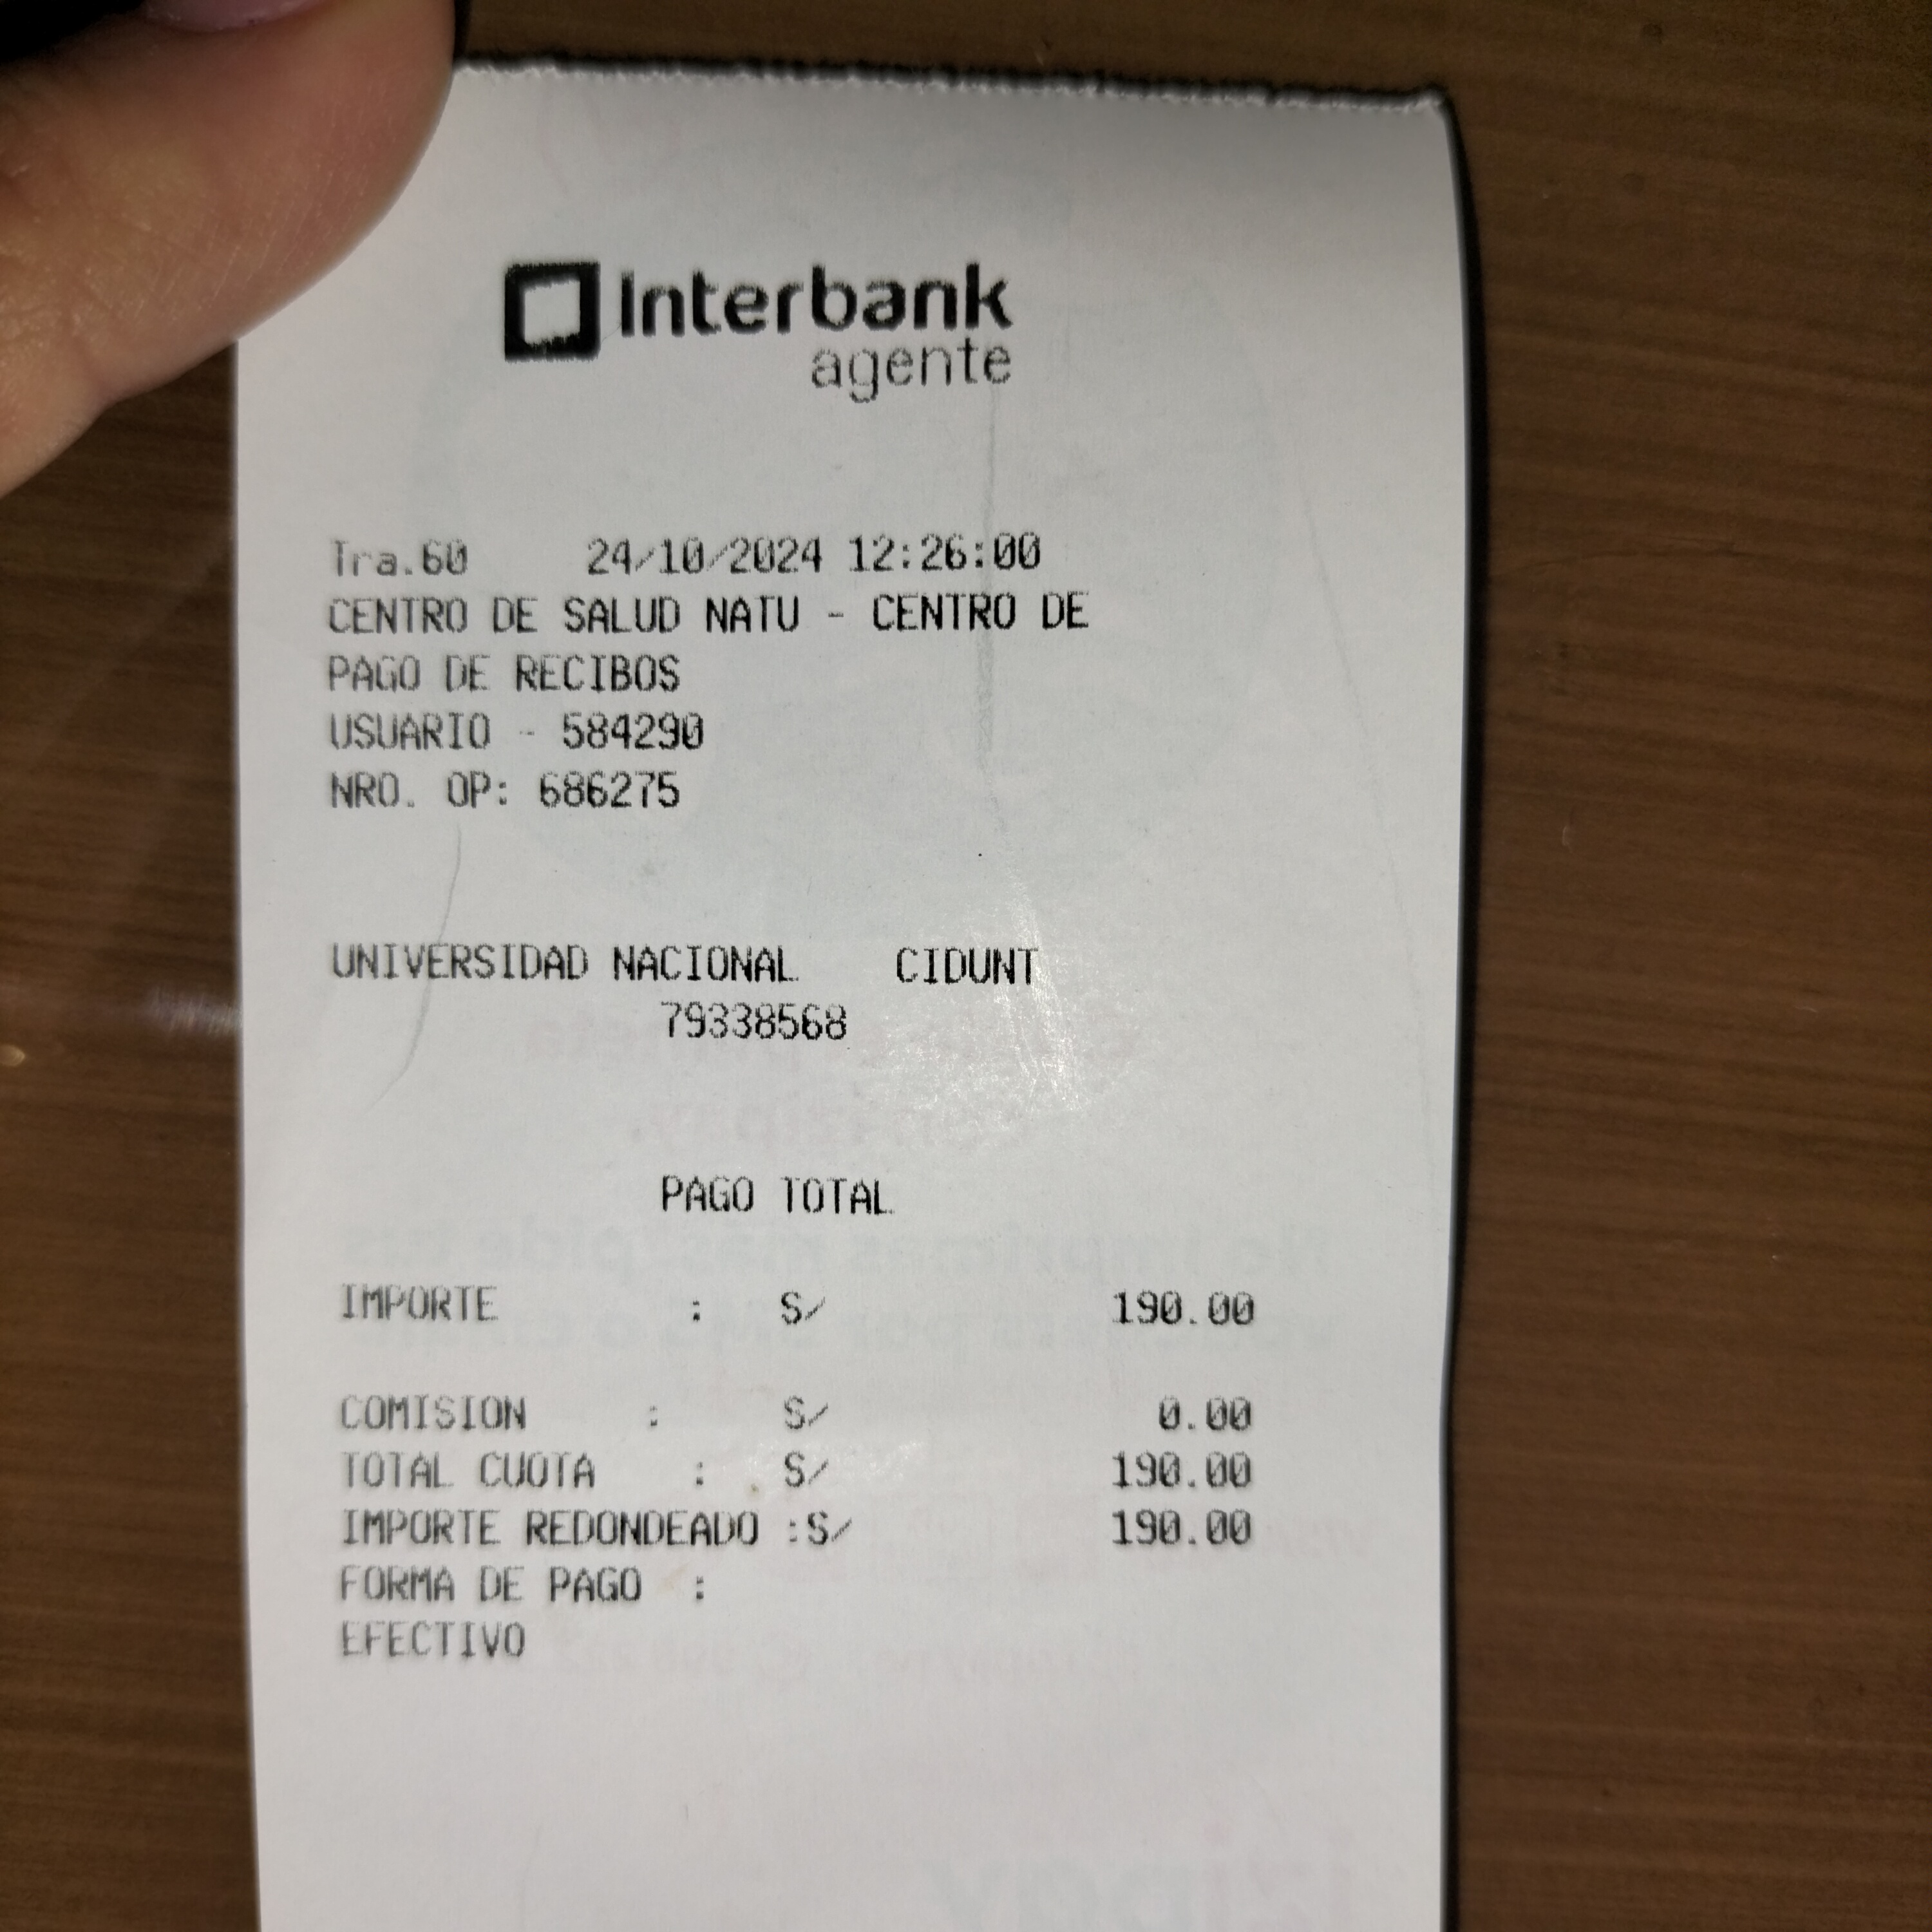 Interbank
agente
Tra.60 24/10/2024 12:26:00
CENTRO DE SALUD NATU - CENTRO DE
PAGO DE RECIBOS
USUARIO - 584290
NRO. OP: 686275
UNIVERSIDAD NACIONAL CIDUNT
79338568
PAGO TOTAL
IMPORTE : S/ 190.00
COMISION : S/ 0.00
TOTAL CUOTA : S/ 190.00
IMPORTE REDONDEADO :S/ 190.00
FORMA DE PAGO :
EFECTIVO